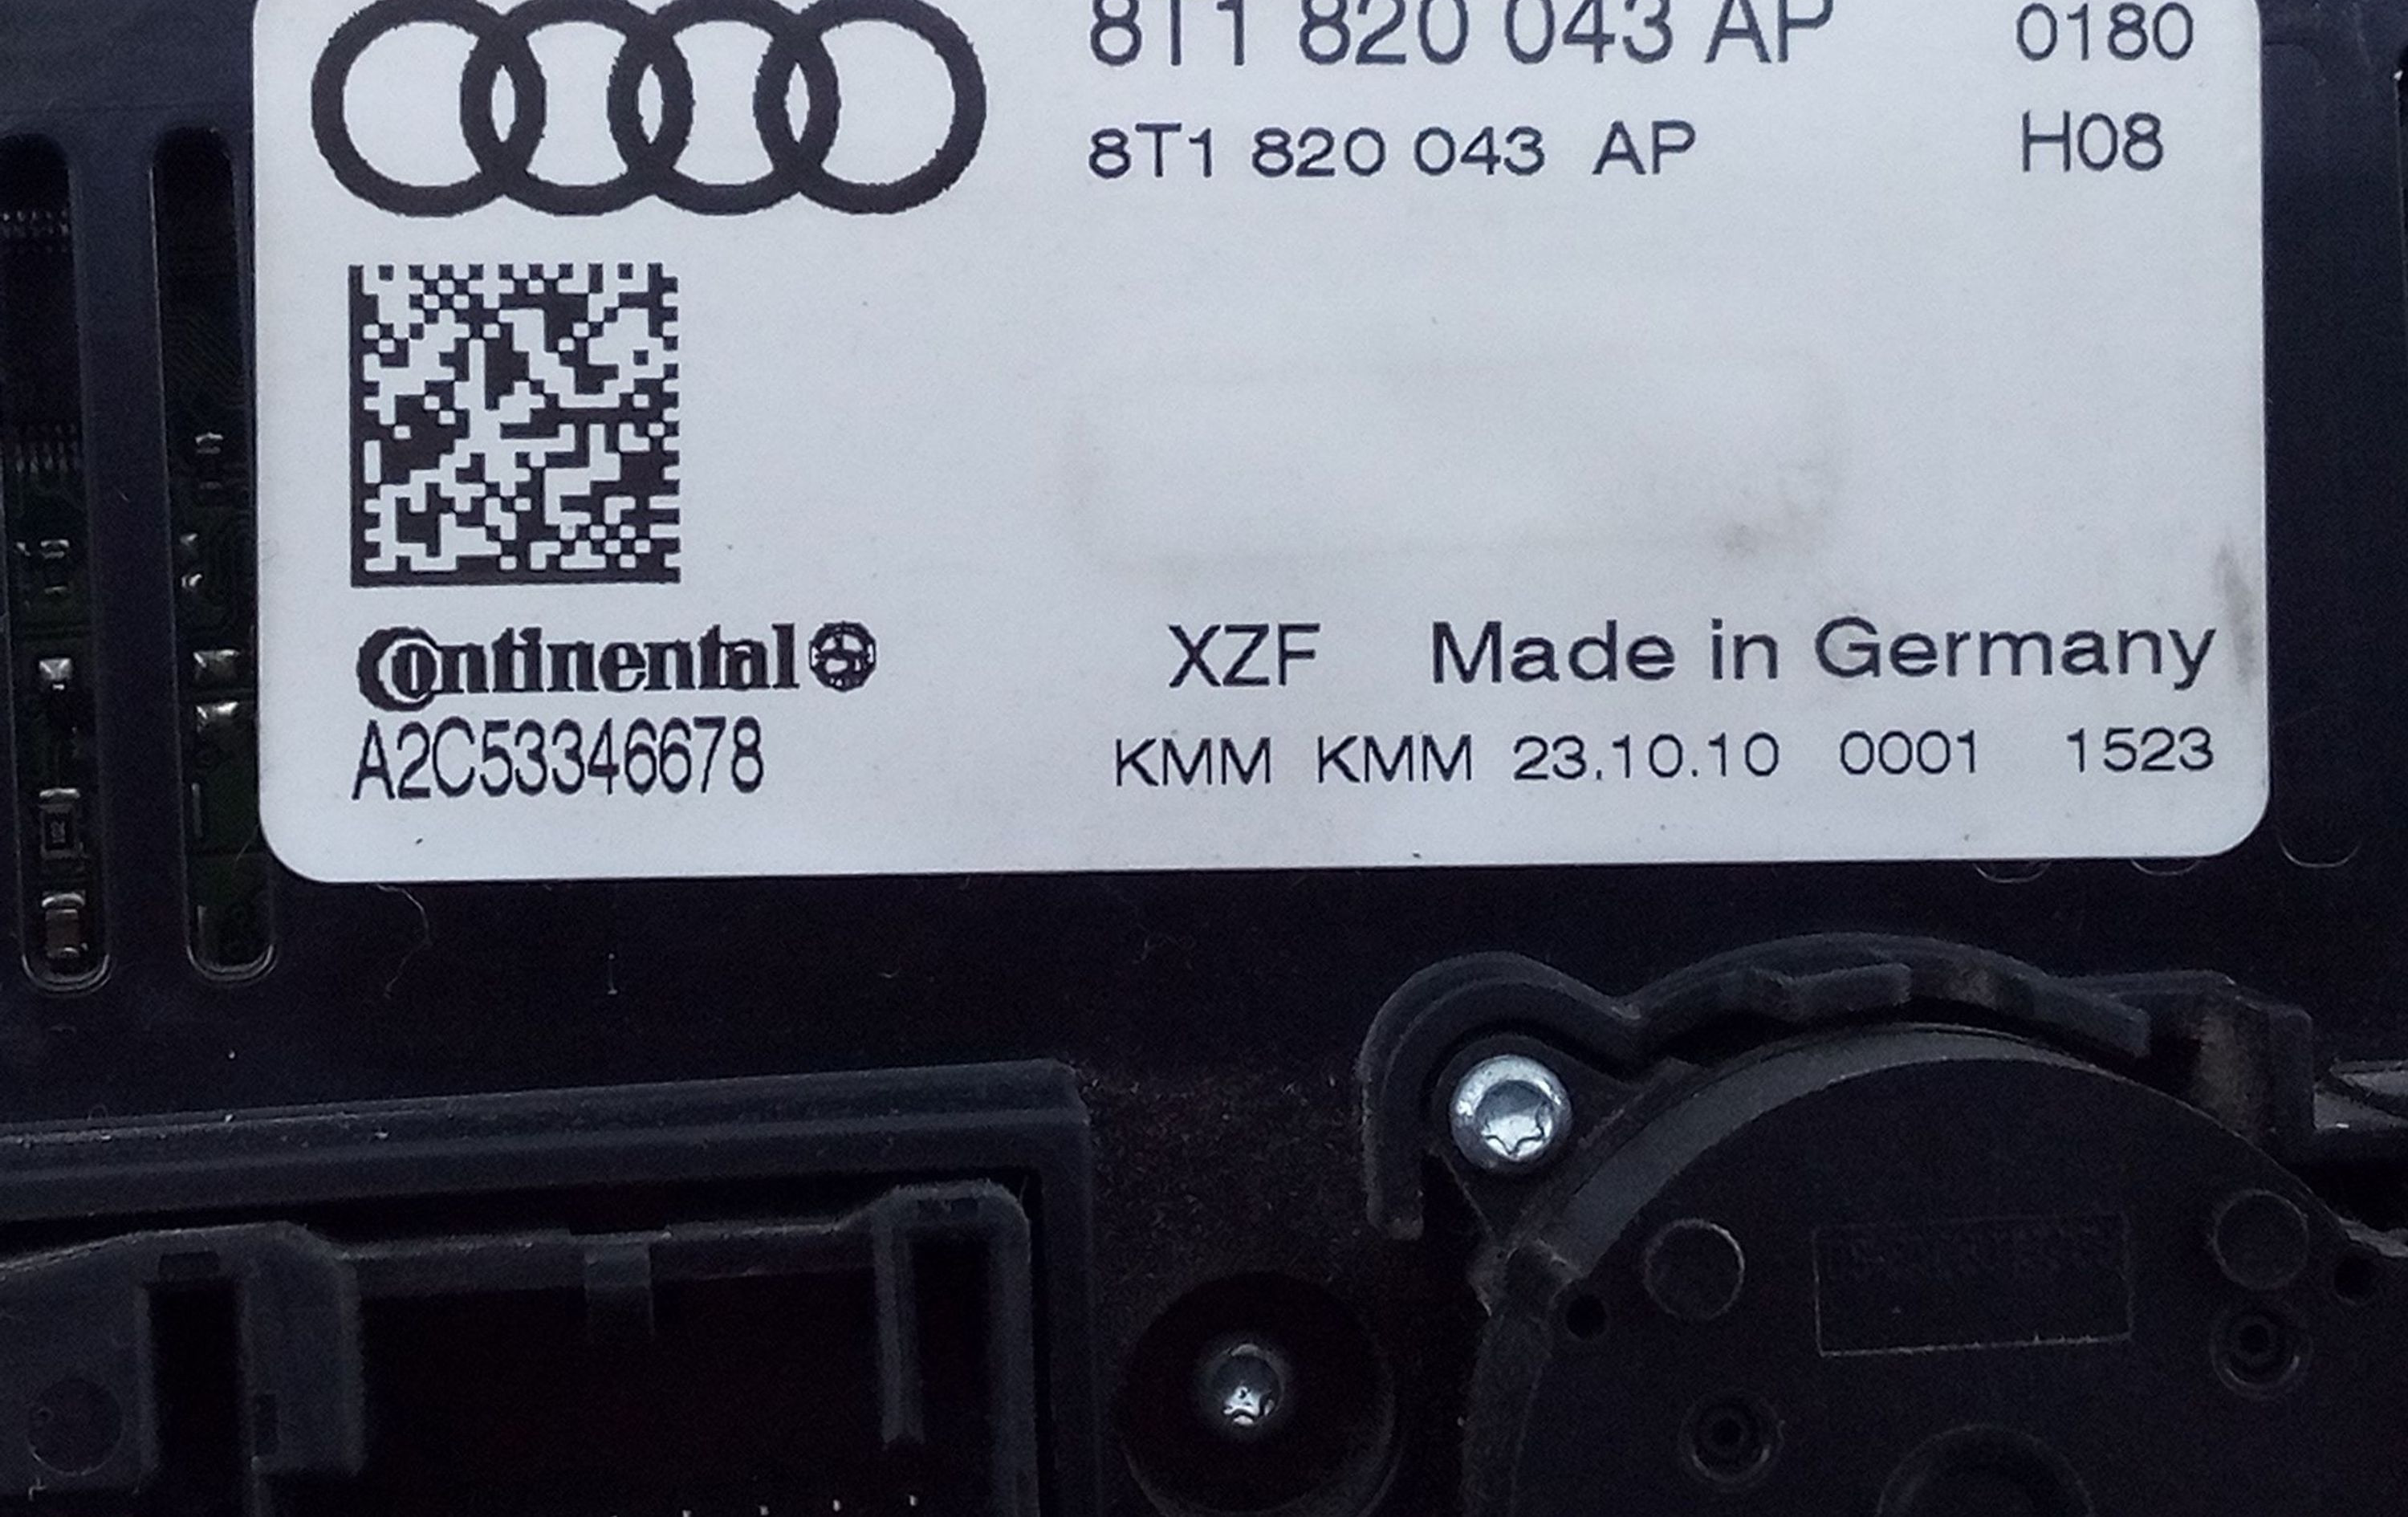 8T1 820 043 AP 0180
8T1 820 043 AP H08
Continental
XZF Made in Germany
A2C53346678
KMM KMM 23.10.10 0001 1523